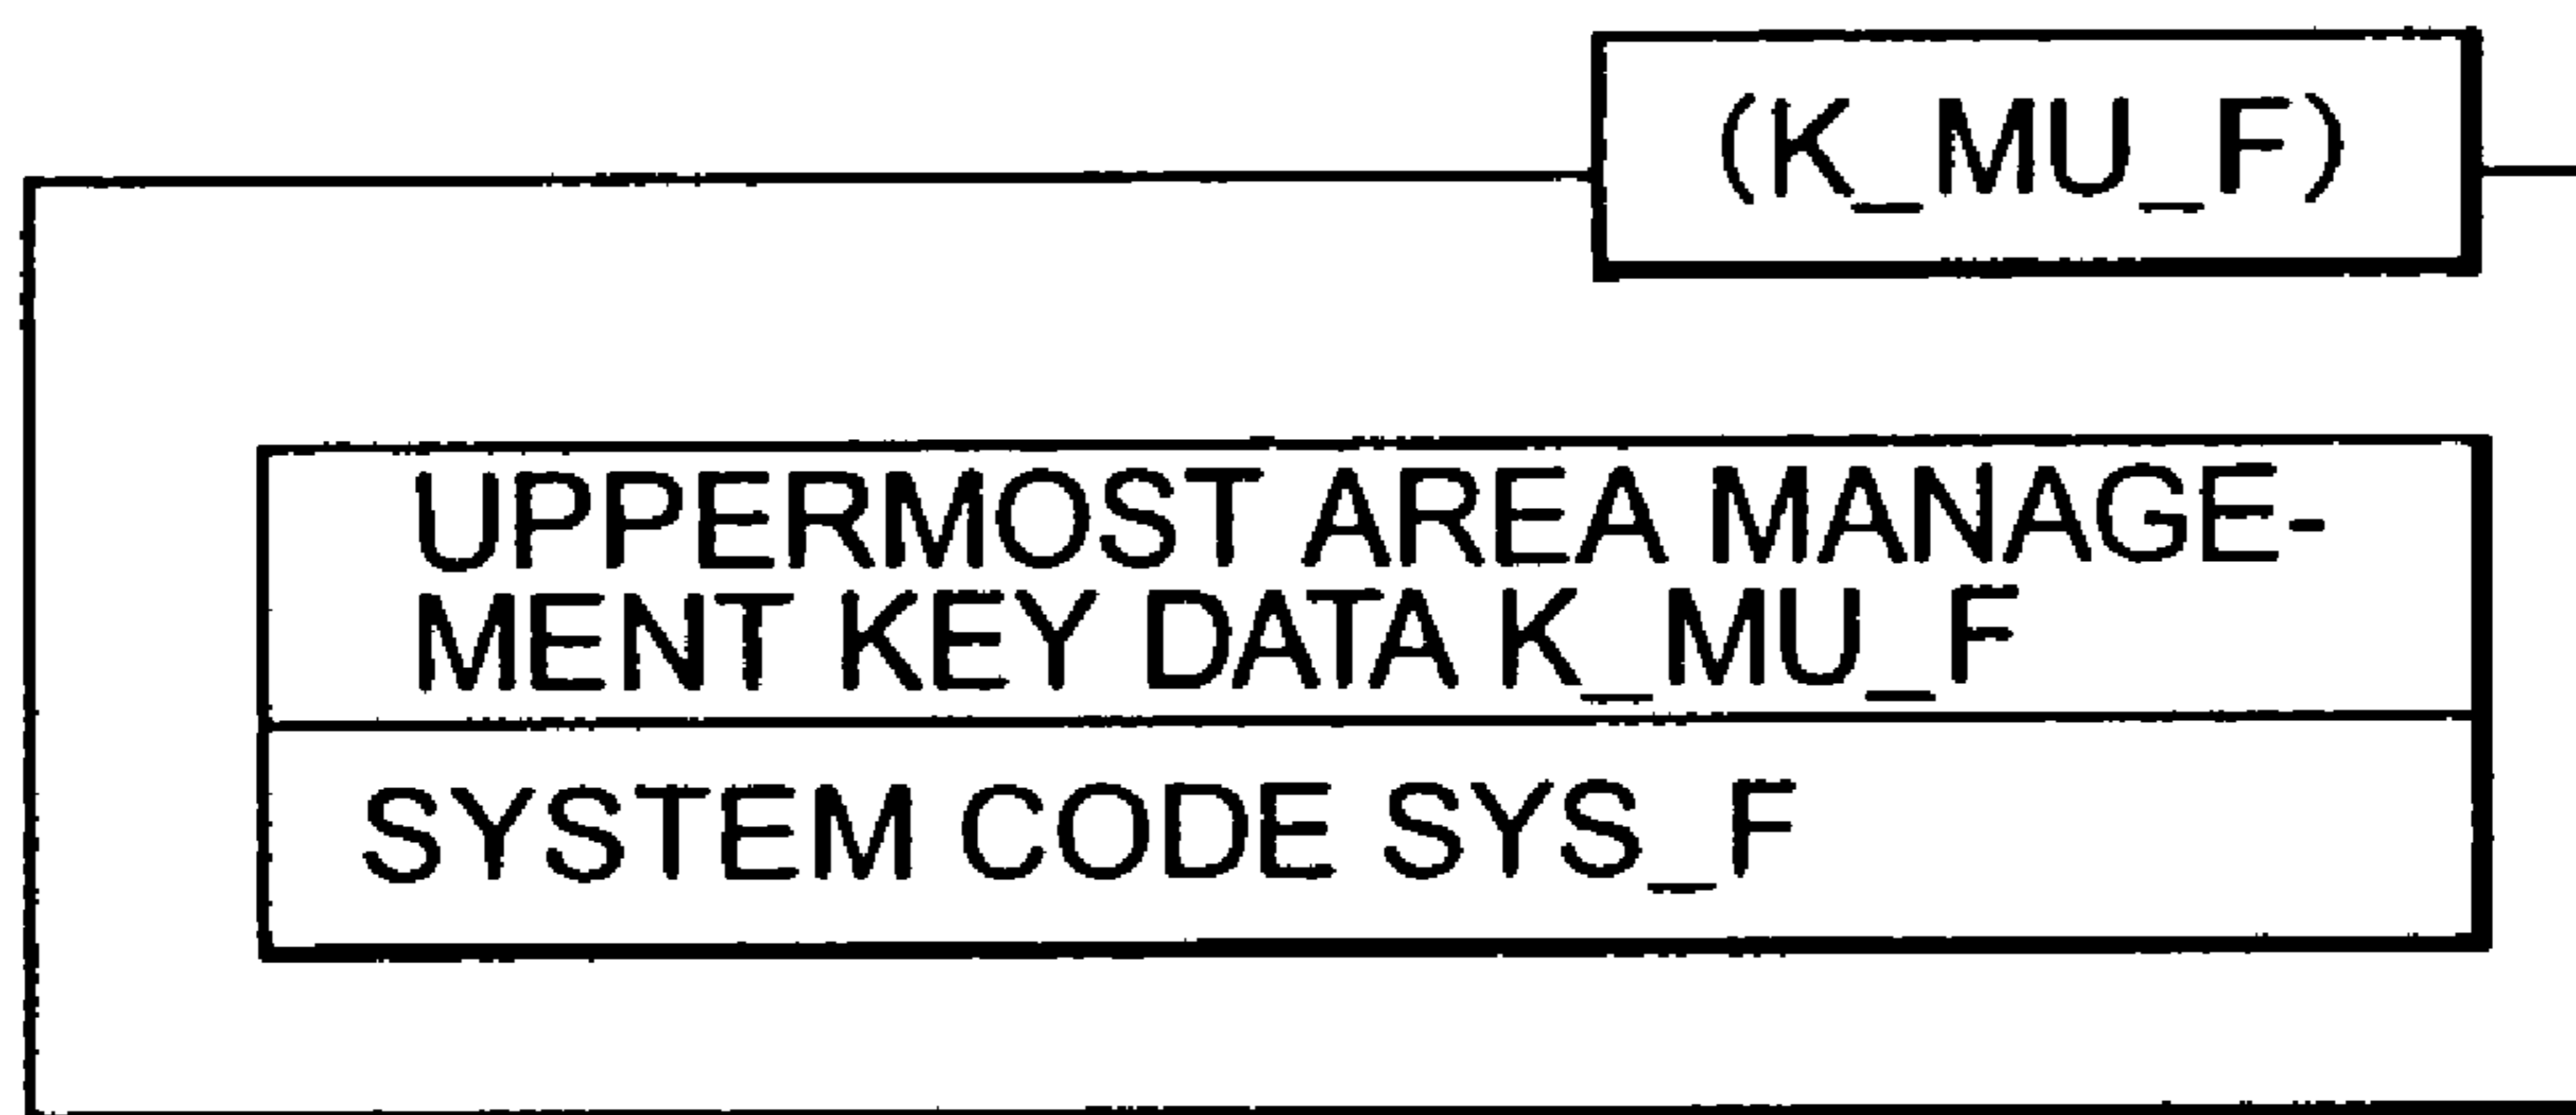 (K_MU_F)
UPPERMOST AREA MANAGE-
MENT KEY DATA K_MU_F
SYSTEM CODE SYS_F